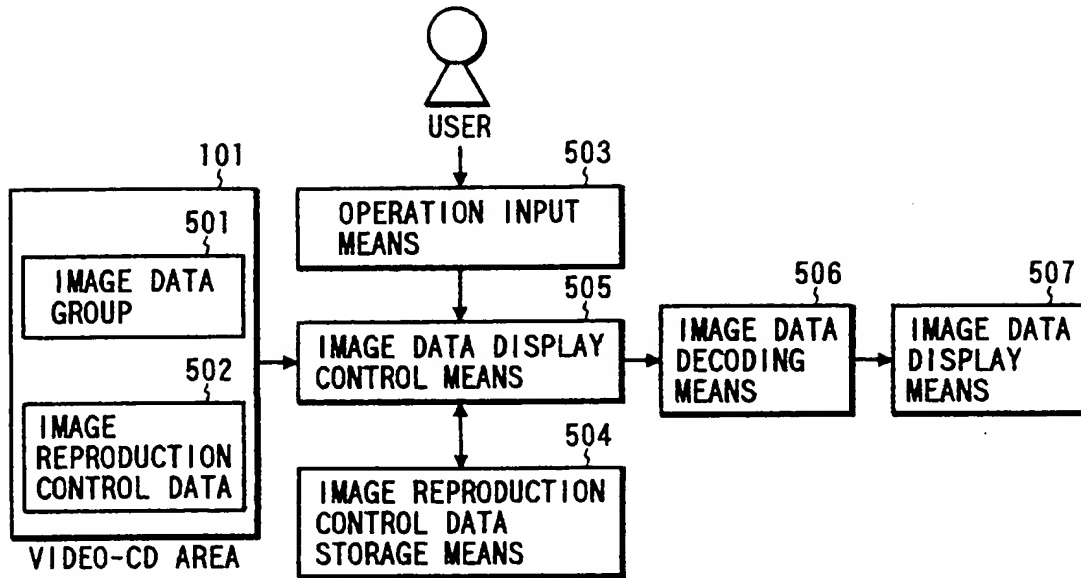 USER
101
501
IMAGE DATA
GROUP
502
IMAGE
REPRODUCTION
CONTROL DATA
VIDEO-CD AREA
503
OPERATION INPUT
MEANS
505
IMAGE DATA DISPLAY
CONTROL MEANS
504
IMAGE REPRODUCTION
CONTROL DATA
STORAGE MEANS
506
IMAGE DATA
DECODING
MEANS
507
IMAGE DATA
DISPLAY
MEANS